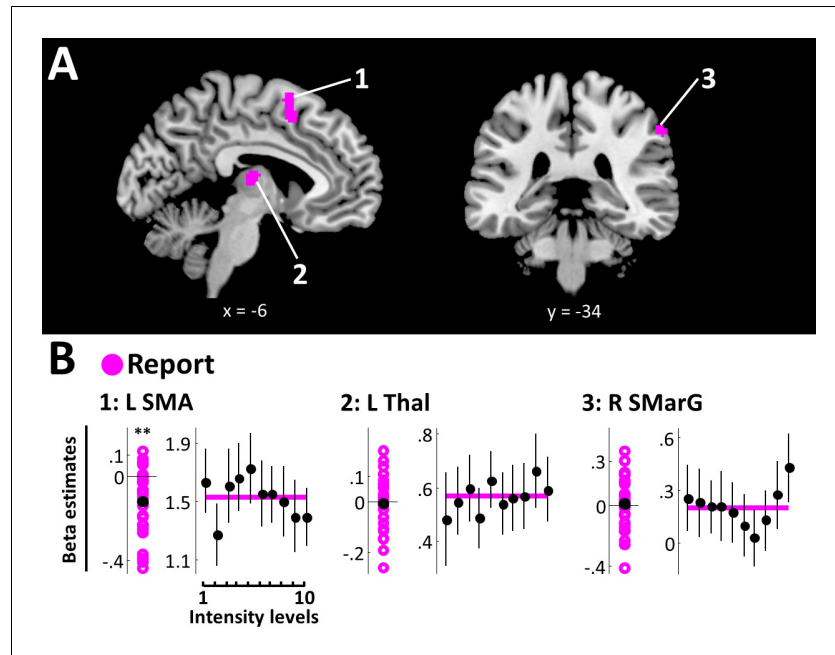 A
1
3
2
x = -6
y = -34
B
Report
1: L SMA
2: L Thal
3: R SMarG
Beta estimates
**
.1
0
-.4
1.9
1.5
1.1
1 10
Intensity levels
.1
0
-.2
.8
.6
.4
.3
0
-.4
.6
.3
0